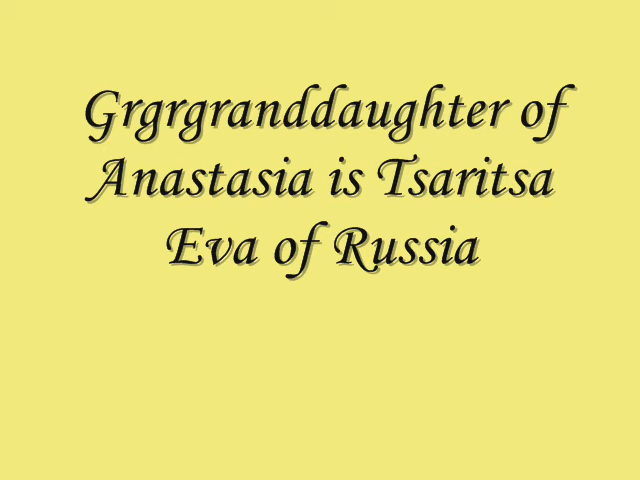 Grgrgranddaughter of
Anastasia is Tsaritsa
Eva of Russia